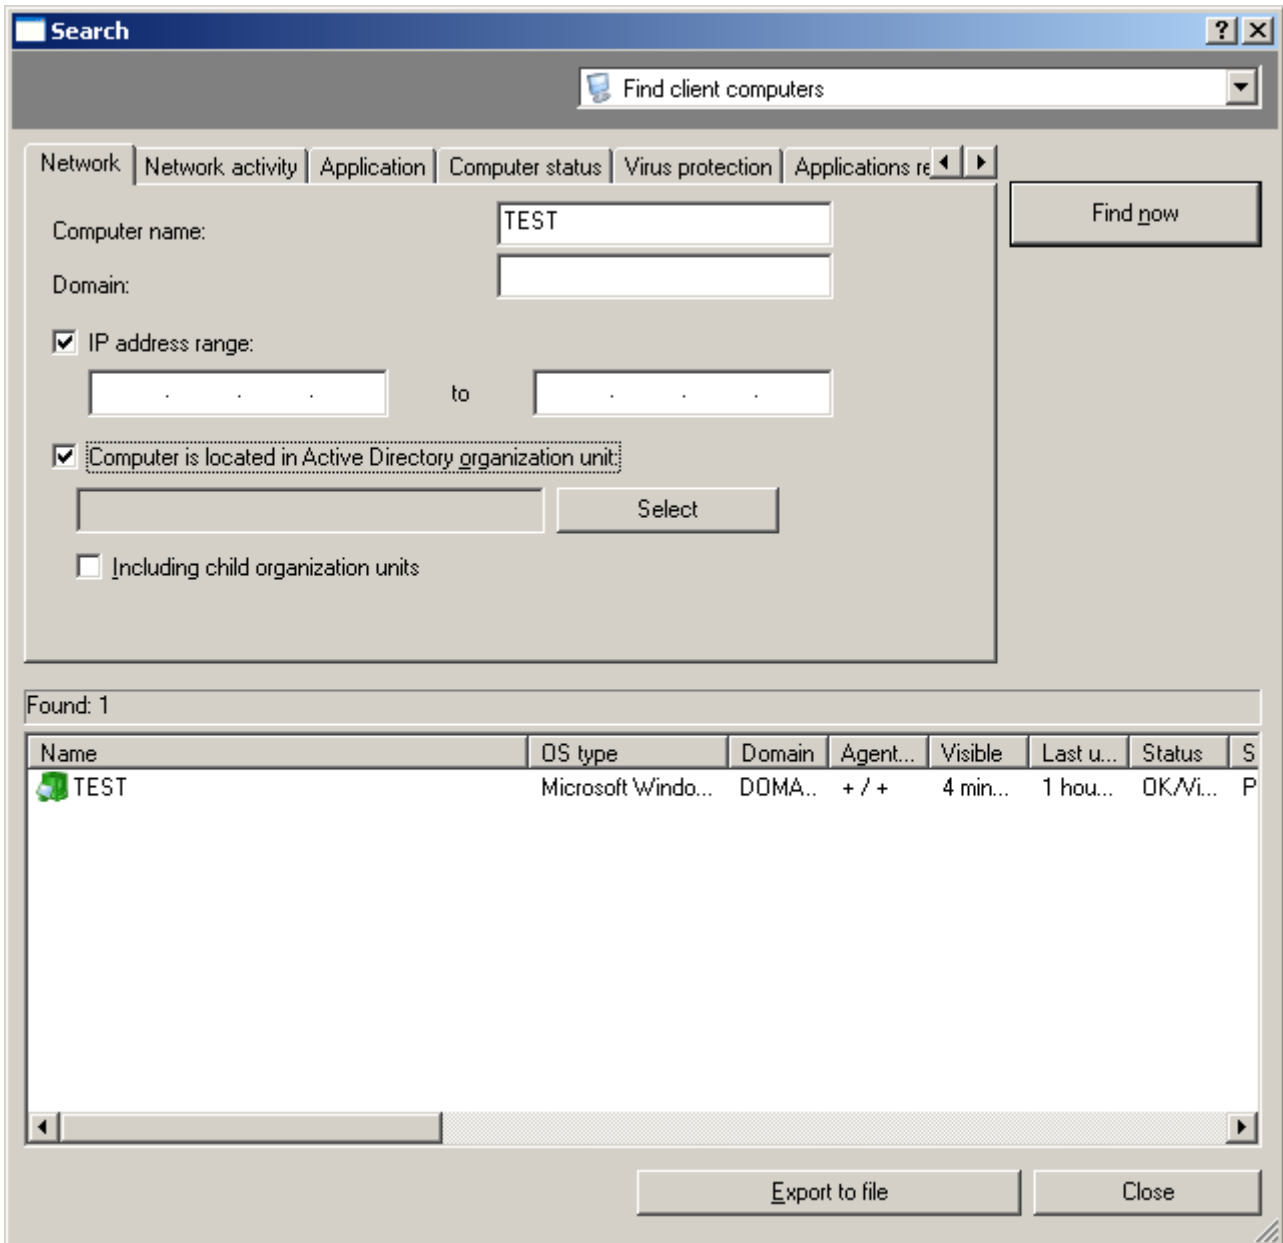 Search
Find client computers
Network Network activity Application Computer status Virus protection Applications re
Computer name: TEST
Find now
Domain:
IP address range:
. . . to . . .
Computer is located in Active Directory organization unit:
Select
Including child organization units
Found: 1
Name OS type Domain Agent... Visible Last u... Status S
TEST Microsoft Windo... DOMA... + / + 4 min... 1 hou... OK/Vi... P
Export to file Close